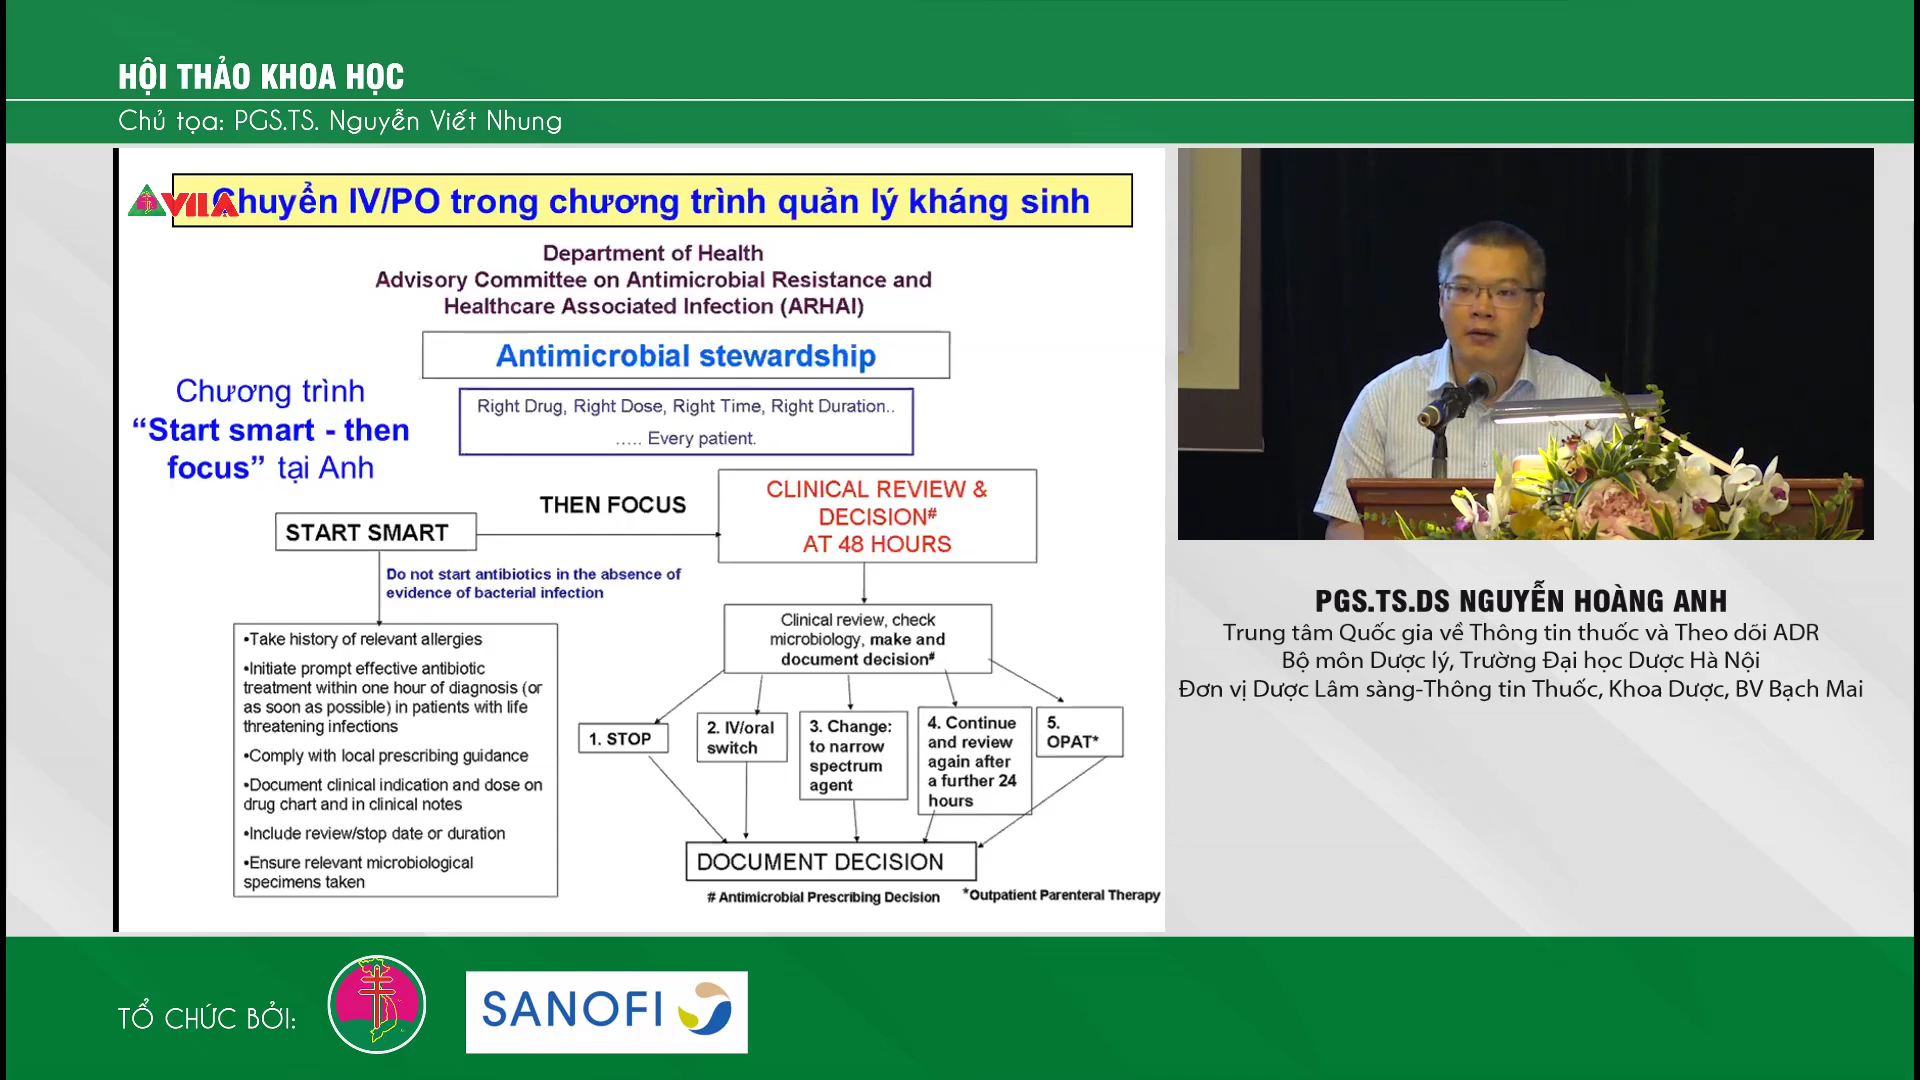 HỘI THẢO KHOA HỌC
Chủ tọa: PGS.TS. Nguyễn Viết Nhung
VILA
Chuyển IV/PO trong chương trình quản lý kháng sinh
Department of Health
Advisory Committee on Antimicrobial Resistance and
Healthcare Associated Infection (ARHAI)
Antimicrobial stewardship
Right Drug, Right Dose, Right Time, Right Duration..
..... Every patient.
Chương trình
“Start smart - then
focus” tại Anh
START SMART
THEN FOCUS
CLINICAL REVIEW &
DECISION#
AT 48 HOURS
Do not start antibiotics in the absence of
evidence of bacterial infection
•Take history of relevant allergies
•Initiate prompt effective antibiotic
treatment within one hour of diagnosis (or
as soon as possible) in patients with life
threatening infections
•Comply with local prescribing guidance
•Document clinical indication and dose on
drug chart and in clinical notes
•Include review/stop date or duration
•Ensure relevant microbiological
specimens taken
Clinical review, check
microbiology, make and
document decision#
1. STOP
2. IV/oral
switch
3. Change:
to narrow
spectrum
agent
4. Continue
and review
again after
a further 24
hours
5.
OPAT*
DOCUMENT DECISION
# Antimicrobial Prescribing Decision
*Outpatient Parenteral Therapy
PGS.TS.DS NGUYỄN HOÀNG ANH
Trung tâm Quốc gia về Thông tin thuốc và Theo dõi ADR
Bộ môn Dược lý, Trường Đại học Dược Hà Nội
Đơn vị Dược Lâm sàng-Thông tin Thuốc, Khoa Dược, BV Bạch Mai
TỔ CHỨC BỞI:
SANOFI